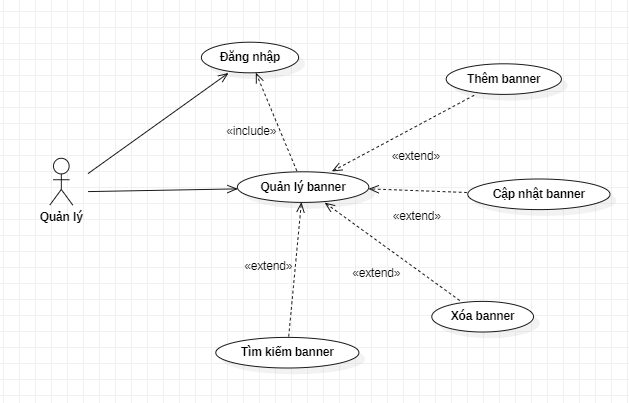 Đăng nhập
Thêm banner
«include»
«extend»
Quản lý banner
Cập nhật banner
Quản lý
«extend»
«extend»
«extend»
Xóa banner
Tìm kiếm banner